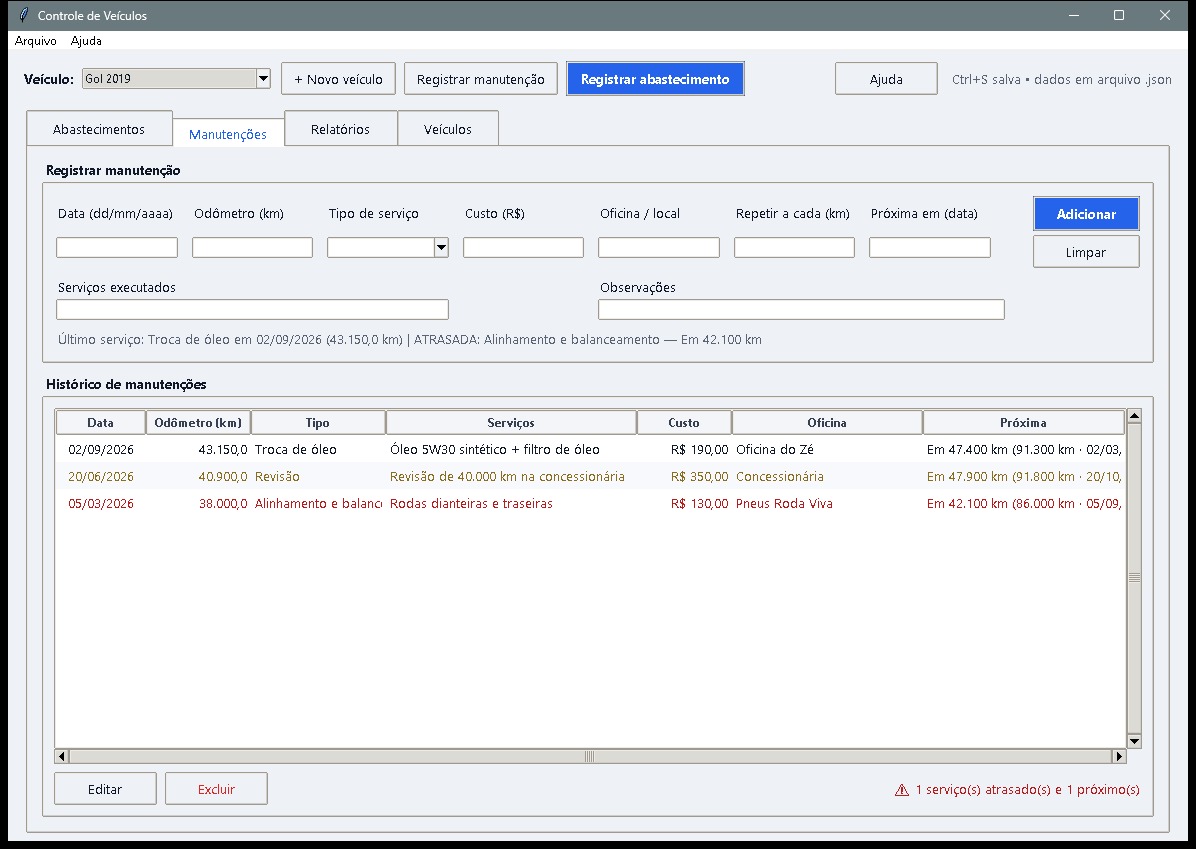 Controle de Veículos
Arquivo Ajuda
Veículo: Gol 2019 + Novo veículo Registrar manutenção Registrar abastecimento Ajuda Ctrl+S salva • dados em arquivo .json
Abastecimentos Manutenções Relatórios Veículos
Registrar manutenção
Data (dd/mm/aaaa) Odômetro (km) Tipo de serviço Custo (R$) Oficina / local Repetir a cada (km) Próxima em (data) Adicionar
Limpar
Serviços executados Observações
Último serviço: Troca de óleo em 02/09/2026 (43.150,0 km) | ATRASADA: Alinhamento e balanceamento — Em 42.100 km
Histórico de manutenções
Data Odômetro (km) Tipo Serviços Custo Oficina Próxima
02/09/2026 43.150,0 Troca de óleo Óleo 5W30 sintético + filtro de óleo R$ 190,00 Oficina do Zé Em 47.400 km (91.300 km · 02/03,
20/06/2026 40.900,0 Revisão Revisão de 40.000 km na concessionária R$ 350,00 Concessionária Em 47.900 km (91.800 km · 20/10,
05/03/2026 38.000,0 Alinhamento e balanc Rodas dianteiras e traseiras R$ 130,00 Pneus Roda Viva Em 42.100 km (86.000 km · 05/09,
Editar Excluir ⚠ 1 serviço(s) atrasado(s) e 1 próximo(s)